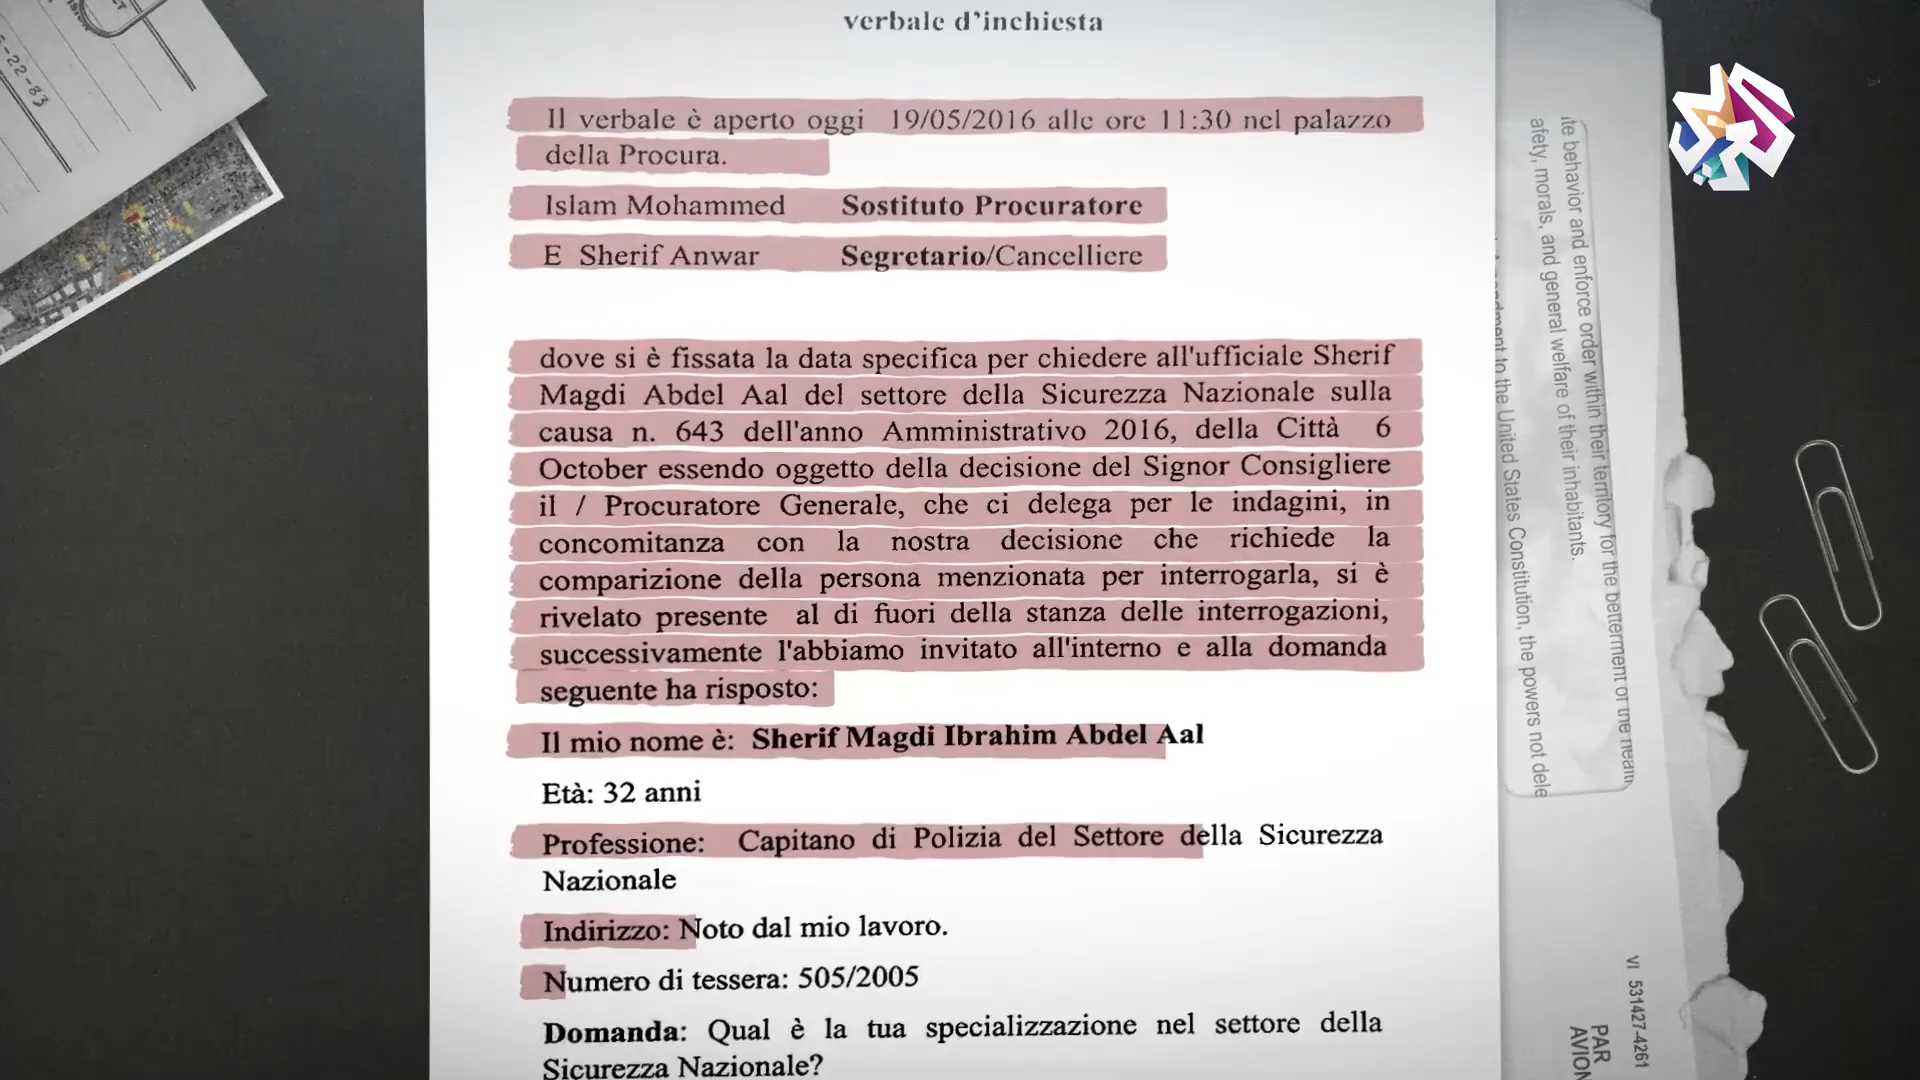 verbale d'inchiesta
Il verbale è aperto oggi 19/05/2016 alle ore 11:30 nel palazzo
della Procura.
Islam Mohammed Sostituto Procuratore
E Sherif Anwar Segretario/Cancelliere
dove si è fissata la data specifica per chiedere all'ufficiale Sherif
Magdi Abdel Aal del settore della Sicurezza Nazionale sulla
causa n. 643 dell'anno Amministrativo 2016, della Città 6
October essendo oggetto della decisione del Signor Consigliere
il / Procuratore Generale, che ci delega per le indagini, in
concomitanza con la nostra decisione che richiede la
comparizione della persona menzionata per interrogarla, si è
rivelato presente al di fuori della stanza delle interrogazioni,
successivamente l'abbiamo invitato all'interno e alla domanda
seguente ha risposto:
Il mio nome è: Sherif Magdi Ibrahim Abdel Aal
Età: 32 anni
Professione: Capitano di Polizia del Settore della Sicurezza
Nazionale
Indirizzo: Noto dal mio lavoro.
Numero di tessera: 505/2005
Domanda: Qual è la tua specializzazione nel settore della
Sicurezza Nazionale?
-22-83
behavior and enforce order within their territory for the betterment of the
afety, morals, and general welfare of their inhabitants.
to the United States Constitution, the powers not dele
VI 531427-4261
PAR
AVION